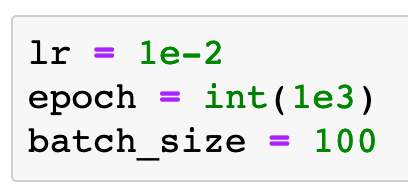 lr = 1e-2
epoch = int(1e3)
batch_size = 100